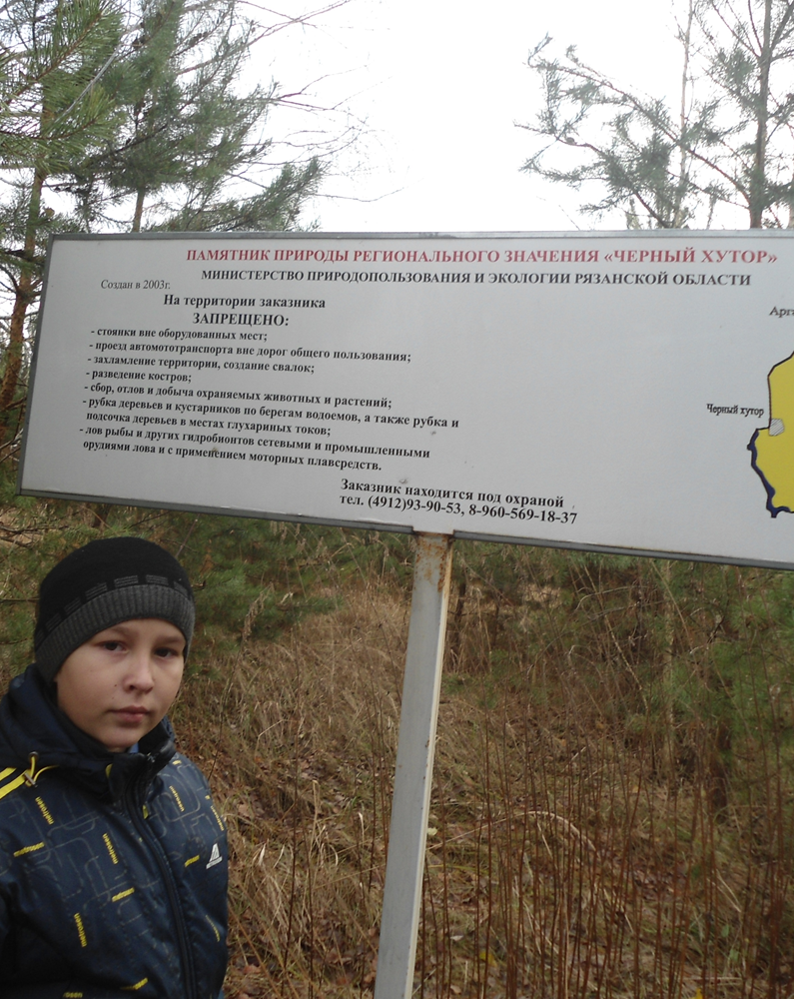 ПАМЯТНИК ПРИРОДЫ РЕГИОНАЛЬНОГО ЗНАЧЕНИЯ «ЧЕРНЫЙ ХУТОР»
МИНИСТЕРСТВО ПРИРОДОПОЛЬЗОВАНИЯ И ЭКОЛОГИИ РЯЗАНСКОЙ ОБЛАСТИ
Создан в 2003г.
На территории заказника
ЗАПРЕЩЕНО:
- стоянки вне оборудованных мест;
- проезд автомототранспорта вне дорог общего пользования;
- захламление территории, создание свалок;
- разведение костров;
- сбор, отлов и добыча охраняемых животных и растений;
- рубка деревьев и кустарников по берегам водоемов, а также рубка и
подсочка деревьев в местах глухариных токов;
- лов рыбы и других гидробионтов сетевыми и промышленными
орудиями лова и с применением моторных плавсредств.
Заказник находится под охраной
тел. (4912)93-90-53, 8-960-569-18-37
Черный хутор